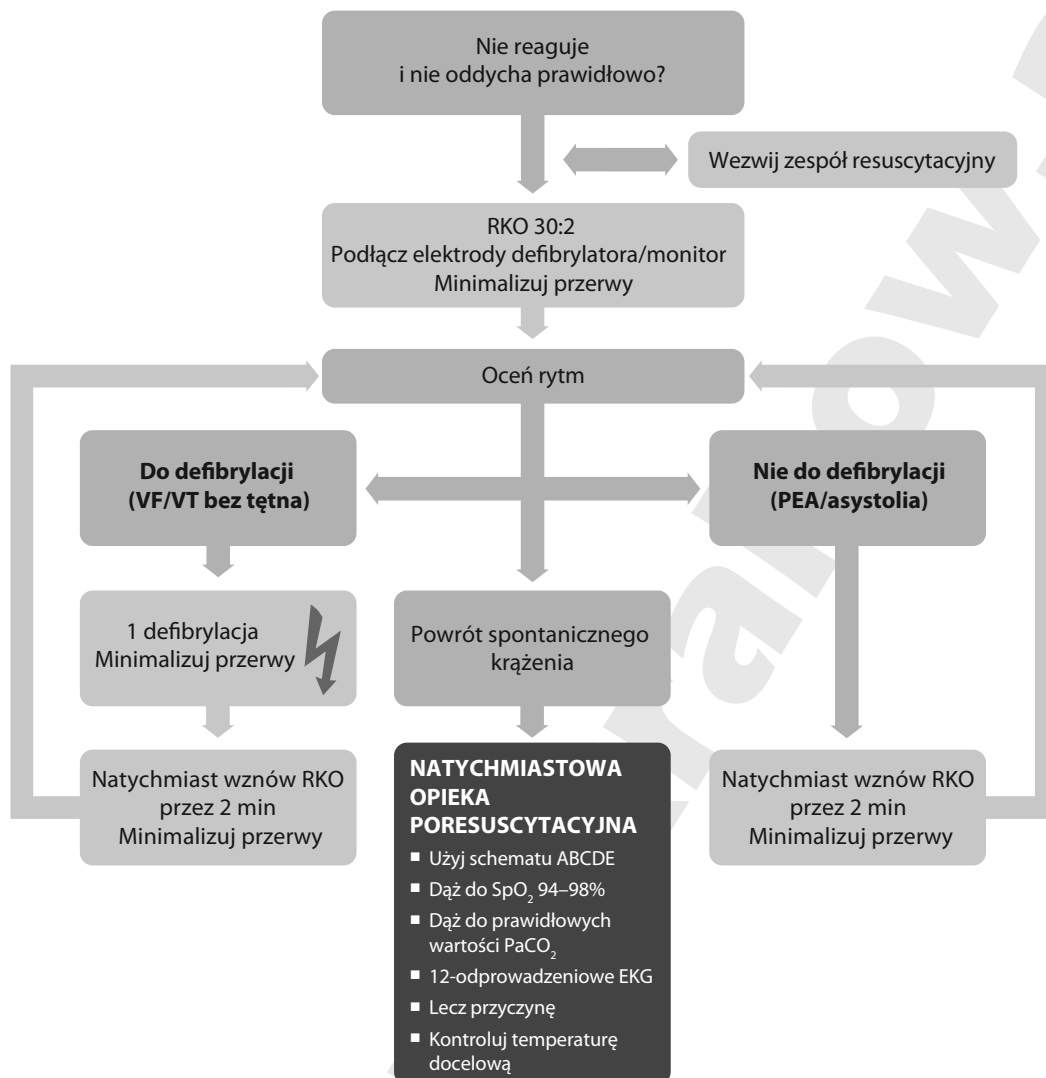 Nie reaguje
i nie oddycha prawidłowo?
Wezwij zespół resuscytacyjny
RKO 30:2
Podłącz elektrody defibrylatora/monitor
Minimalizuj przerwy
Oceń rytm
Do defibrylacji
(VF/VT bez tętna)
Nie do defibrylacji
(PEA/asystolia)
1 defibrylacja
Minimalizuj przerwy
Powrót spontanicznego
krążenia
Natychmiast wznów RKO
przez 2 min
Minimalizuj przerwy
NATYCHMIASTOWA
OPIEKA
PORESUSCYTACYJNA
■ Użyj schematu ABCDE
■ Dąż do SpO₂ 94–98%
■ Dąż do prawidłowych
wartości PaCO₂
■ 12-odprowadzeniowe EKG
■ Lecz przyczynę
■ Kontroluj temperaturę
docelową
Natychmiast wznów RKO
przez 2 min
Minimalizuj przerwy